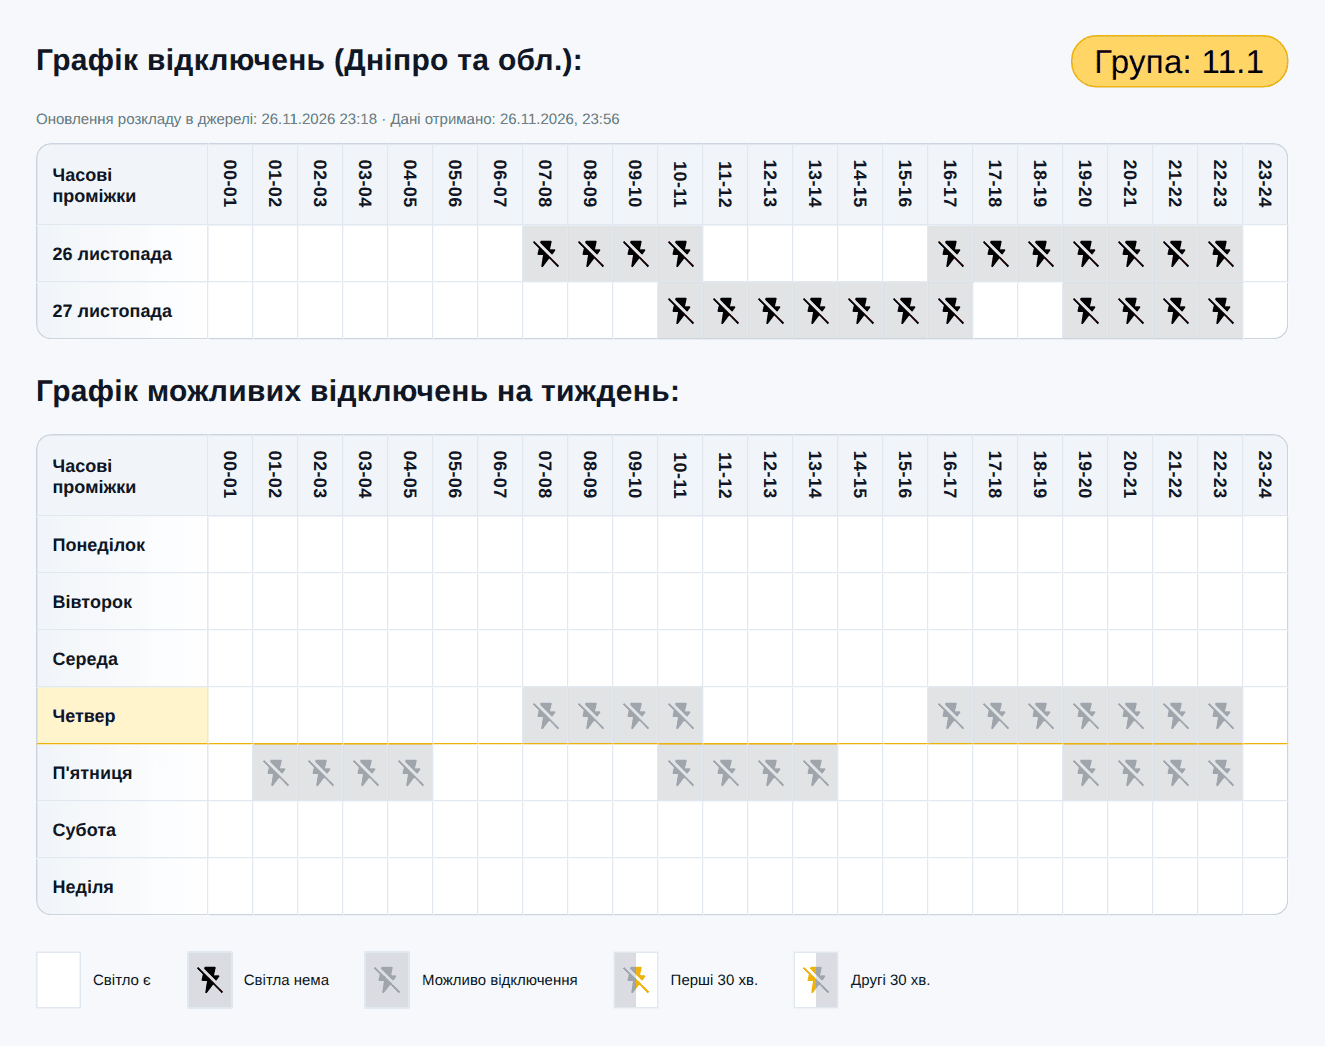 Графік відключень (Дніпро та обл.):
Група: 11.1
Оновлення розкладу в джерелі: 26.11.2026 23:18 · Дані отримано: 26.11.2026, 23:56
Часові проміжки 00-01 01-02 02-03 03-04 04-05 05-06 06-07 07-08 08-09 09-10 10-11 11-12 12-13 13-14 14-15 15-16 16-17 17-18 18-19 19-20 20-21 21-22 22-23 23-24
26 листопада
27 листопада
Графік можливих відключень на тиждень:
Часові проміжки 00-01 01-02 02-03 03-04 04-05 05-06 06-07 07-08 08-09 09-10 10-11 11-12 12-13 13-14 14-15 15-16 16-17 17-18 18-19 19-20 20-21 21-22 22-23 23-24
Понеділок
Вівторок
Середа
Четвер
П'ятниця
Субота
Неділя
Світло є Світла нема Можливо відключення Перші 30 хв. Другі 30 хв.